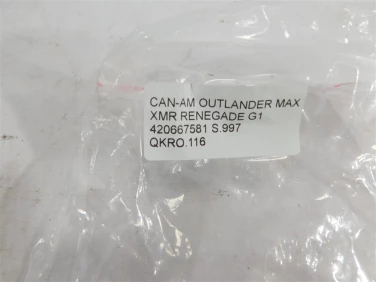 CAN-AM OUTLANDER MAX
XMR RENEGADE G1
420667581 S.997
QKRO.116